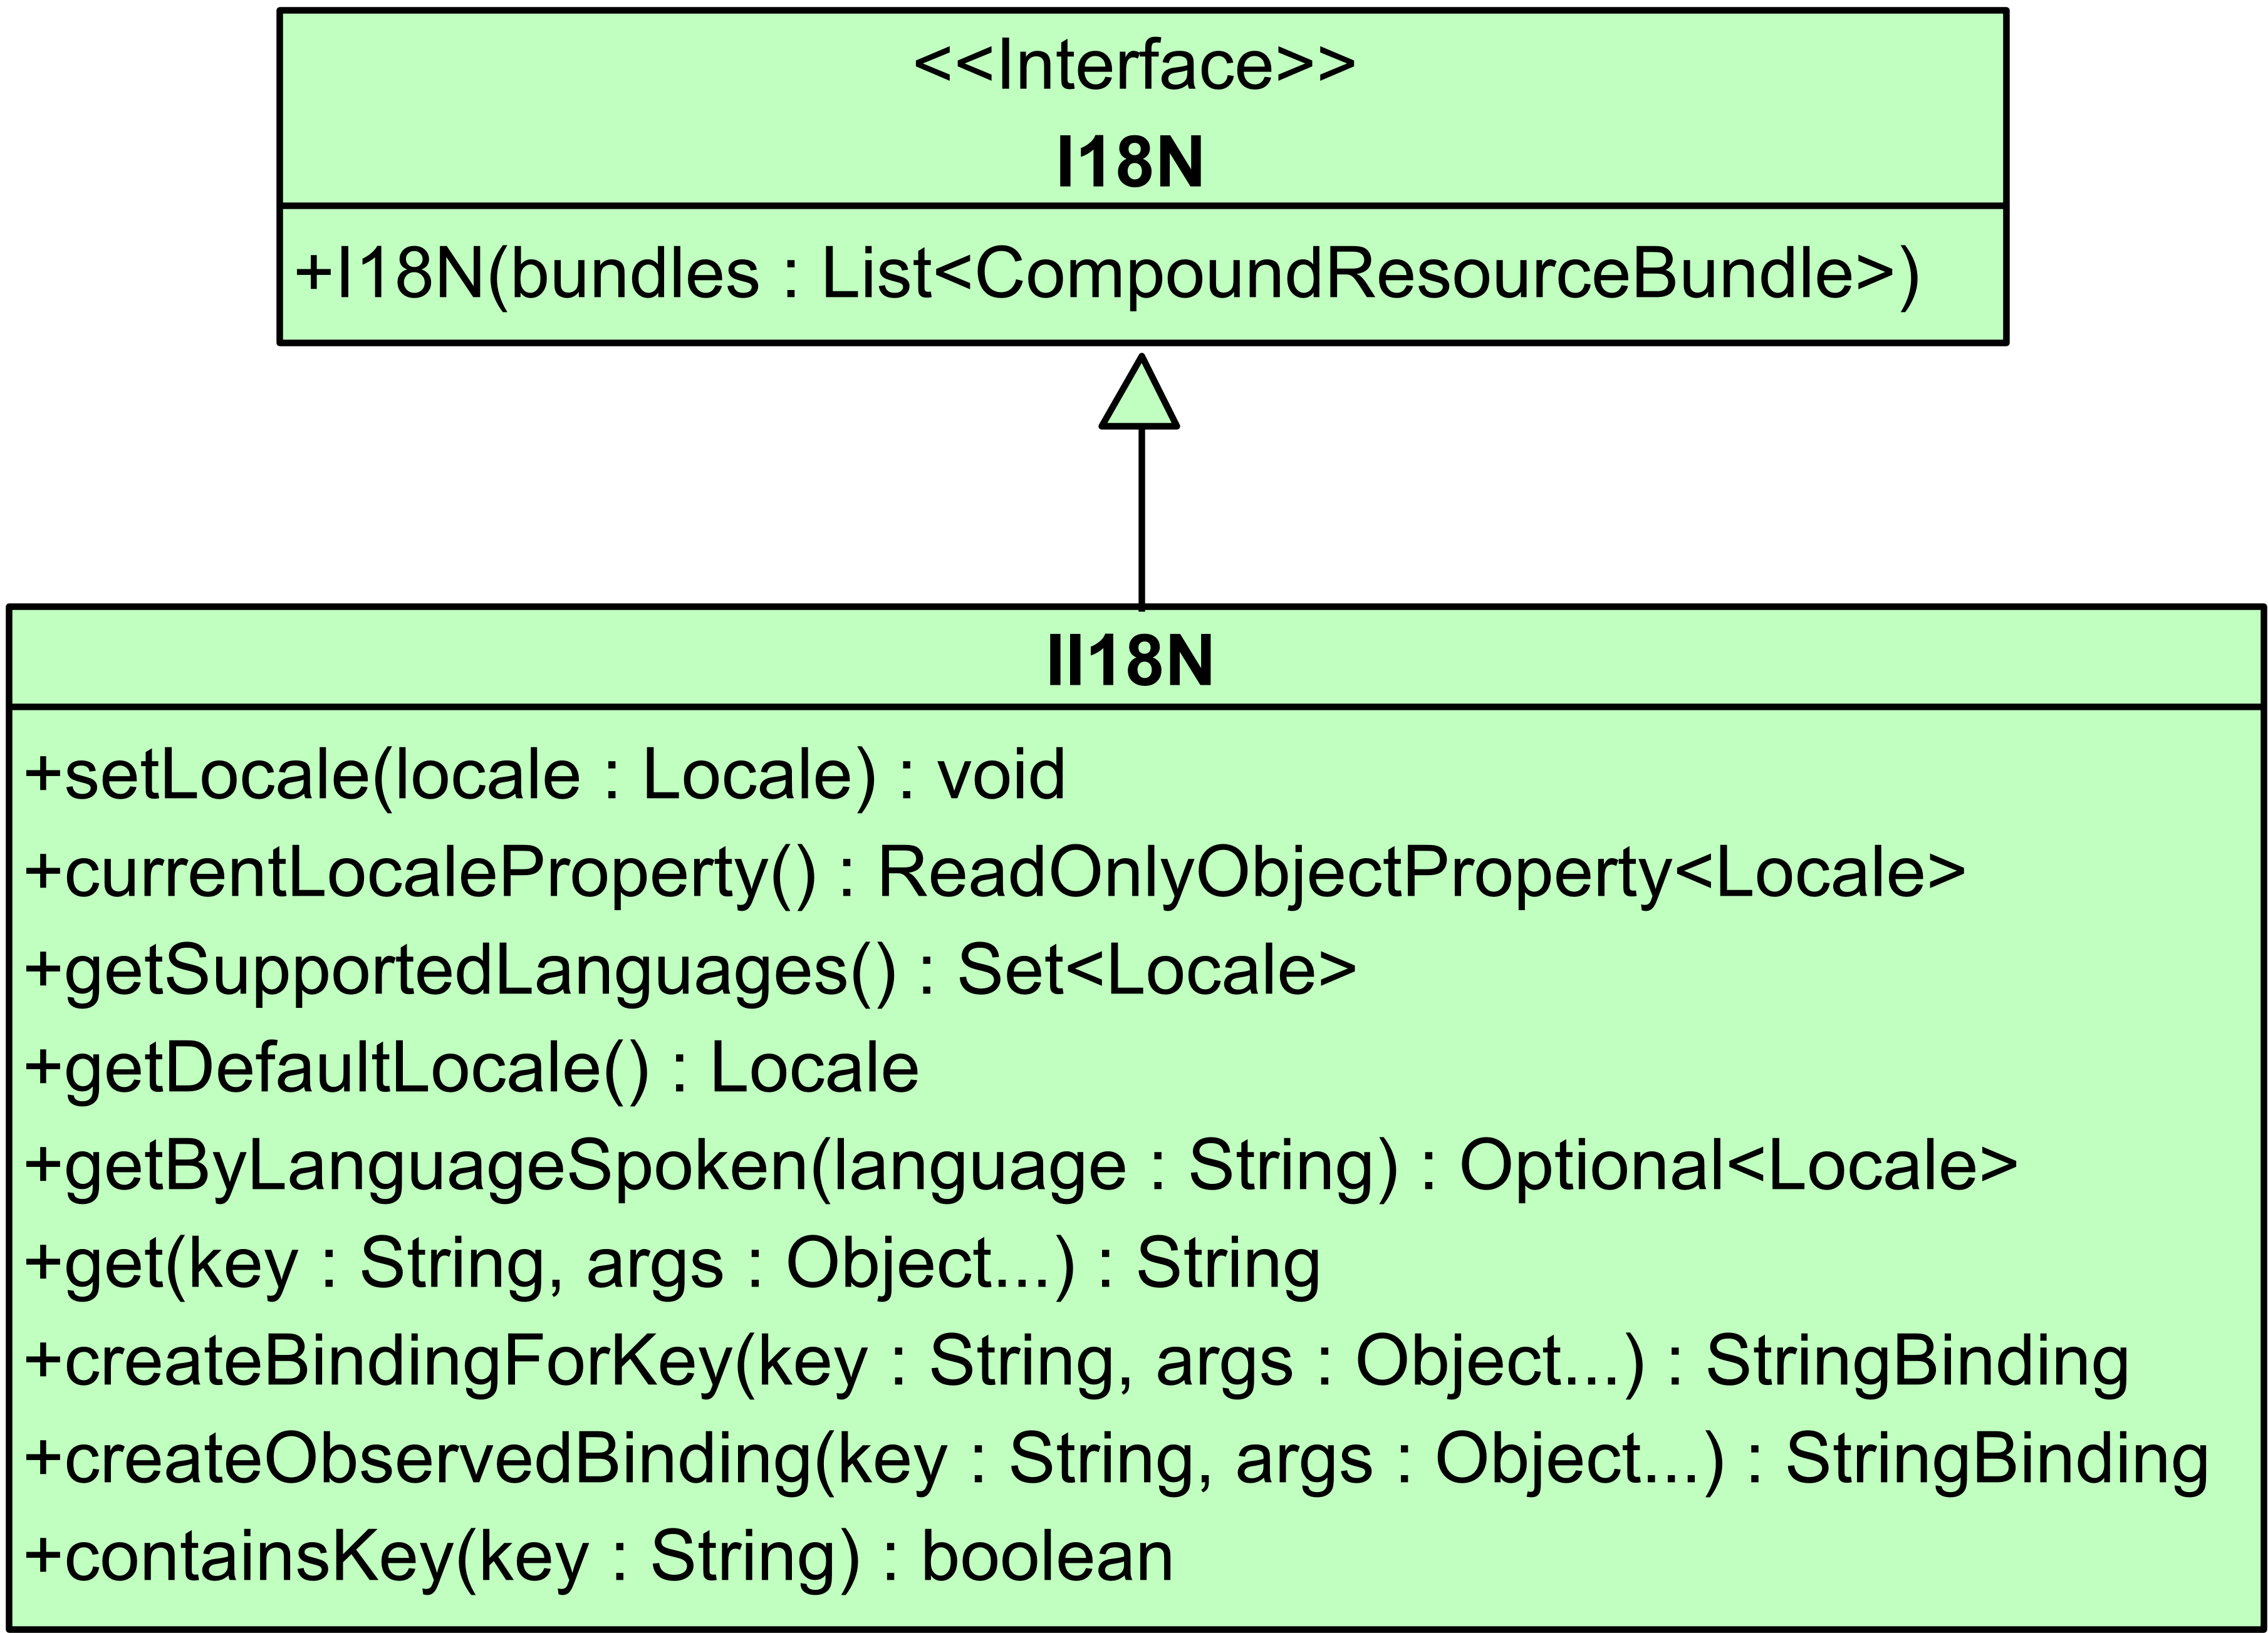 <<Interface>>
I18N
+I18N(bundles : List<CompoundResourceBundle>)
II18N
+setLocale(locale : Locale) : void
+currentLocaleProperty() : ReadOnlyObjectProperty<Locale>
+getSupportedLanguages() : Set<Locale>
+getDefaultLocale() : Locale
+getByLanguageSpoken(language : String) : Optional<Locale>
+get(key : String, args : Object...) : String
+createBindingForKey(key : String, args : Object...) : StringBinding
+createObservedBinding(key : String, args : Object...) : StringBinding
+containsKey(key : String) : boolean